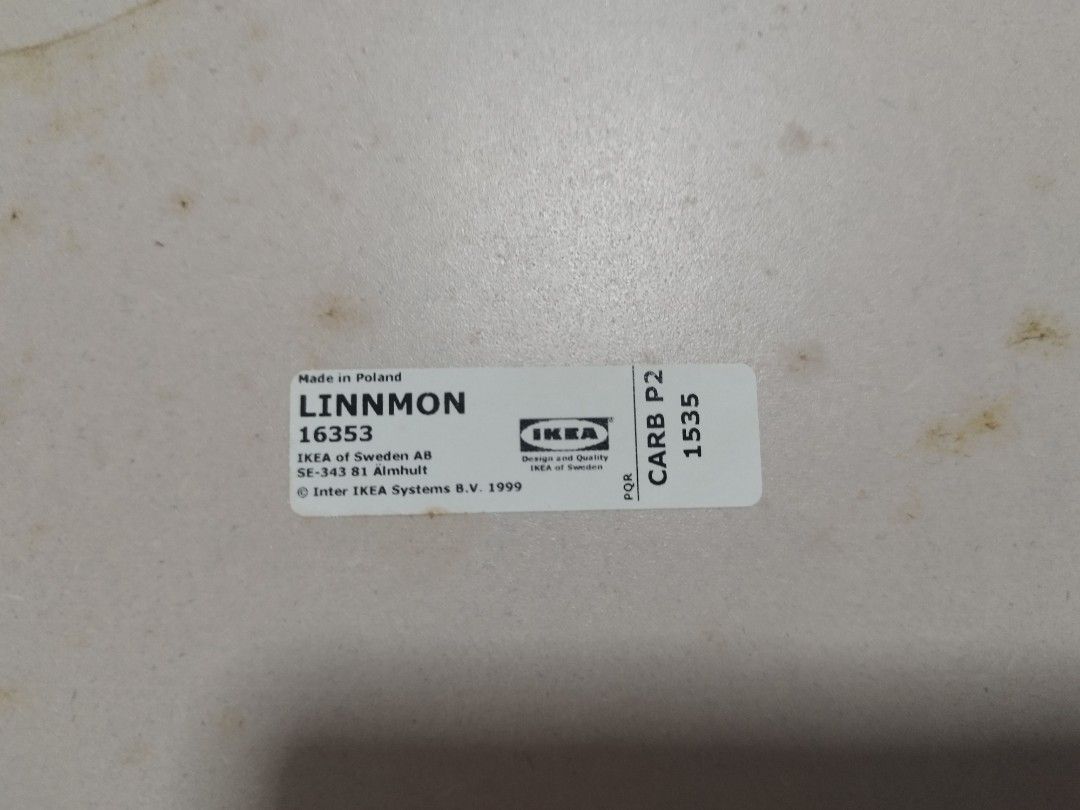 Made in Poland
LINNMON
16353
IKEA of Sweden AB
SE-343 81 Älmhult
© Inter IKEA Systems B.V. 1999
IKEA®
Design and Quality
IKEA of Sweden
PQR
CARB P2
1535